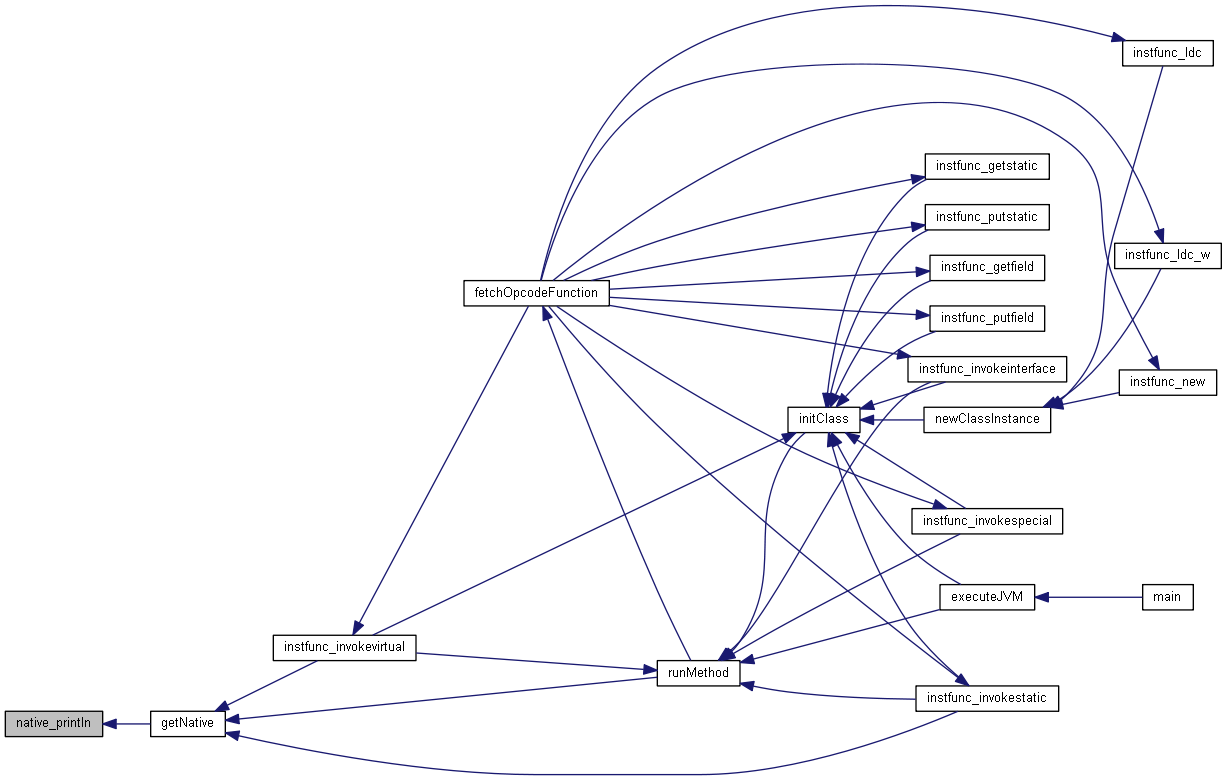 instfunc_ldc
instfunc_getstatic
instfunc_putstatic
instfunc_ldc_w
instfunc_getfield
fetchOpcodeFunction
instfunc_putfield
instfunc_invokeinterface
instfunc_new
initClass
newClassInstance
instfunc_invokespecial
executeJVM
main
instfunc_invokevirtual
runMethod
instfunc_invokestatic
native_println
getNative